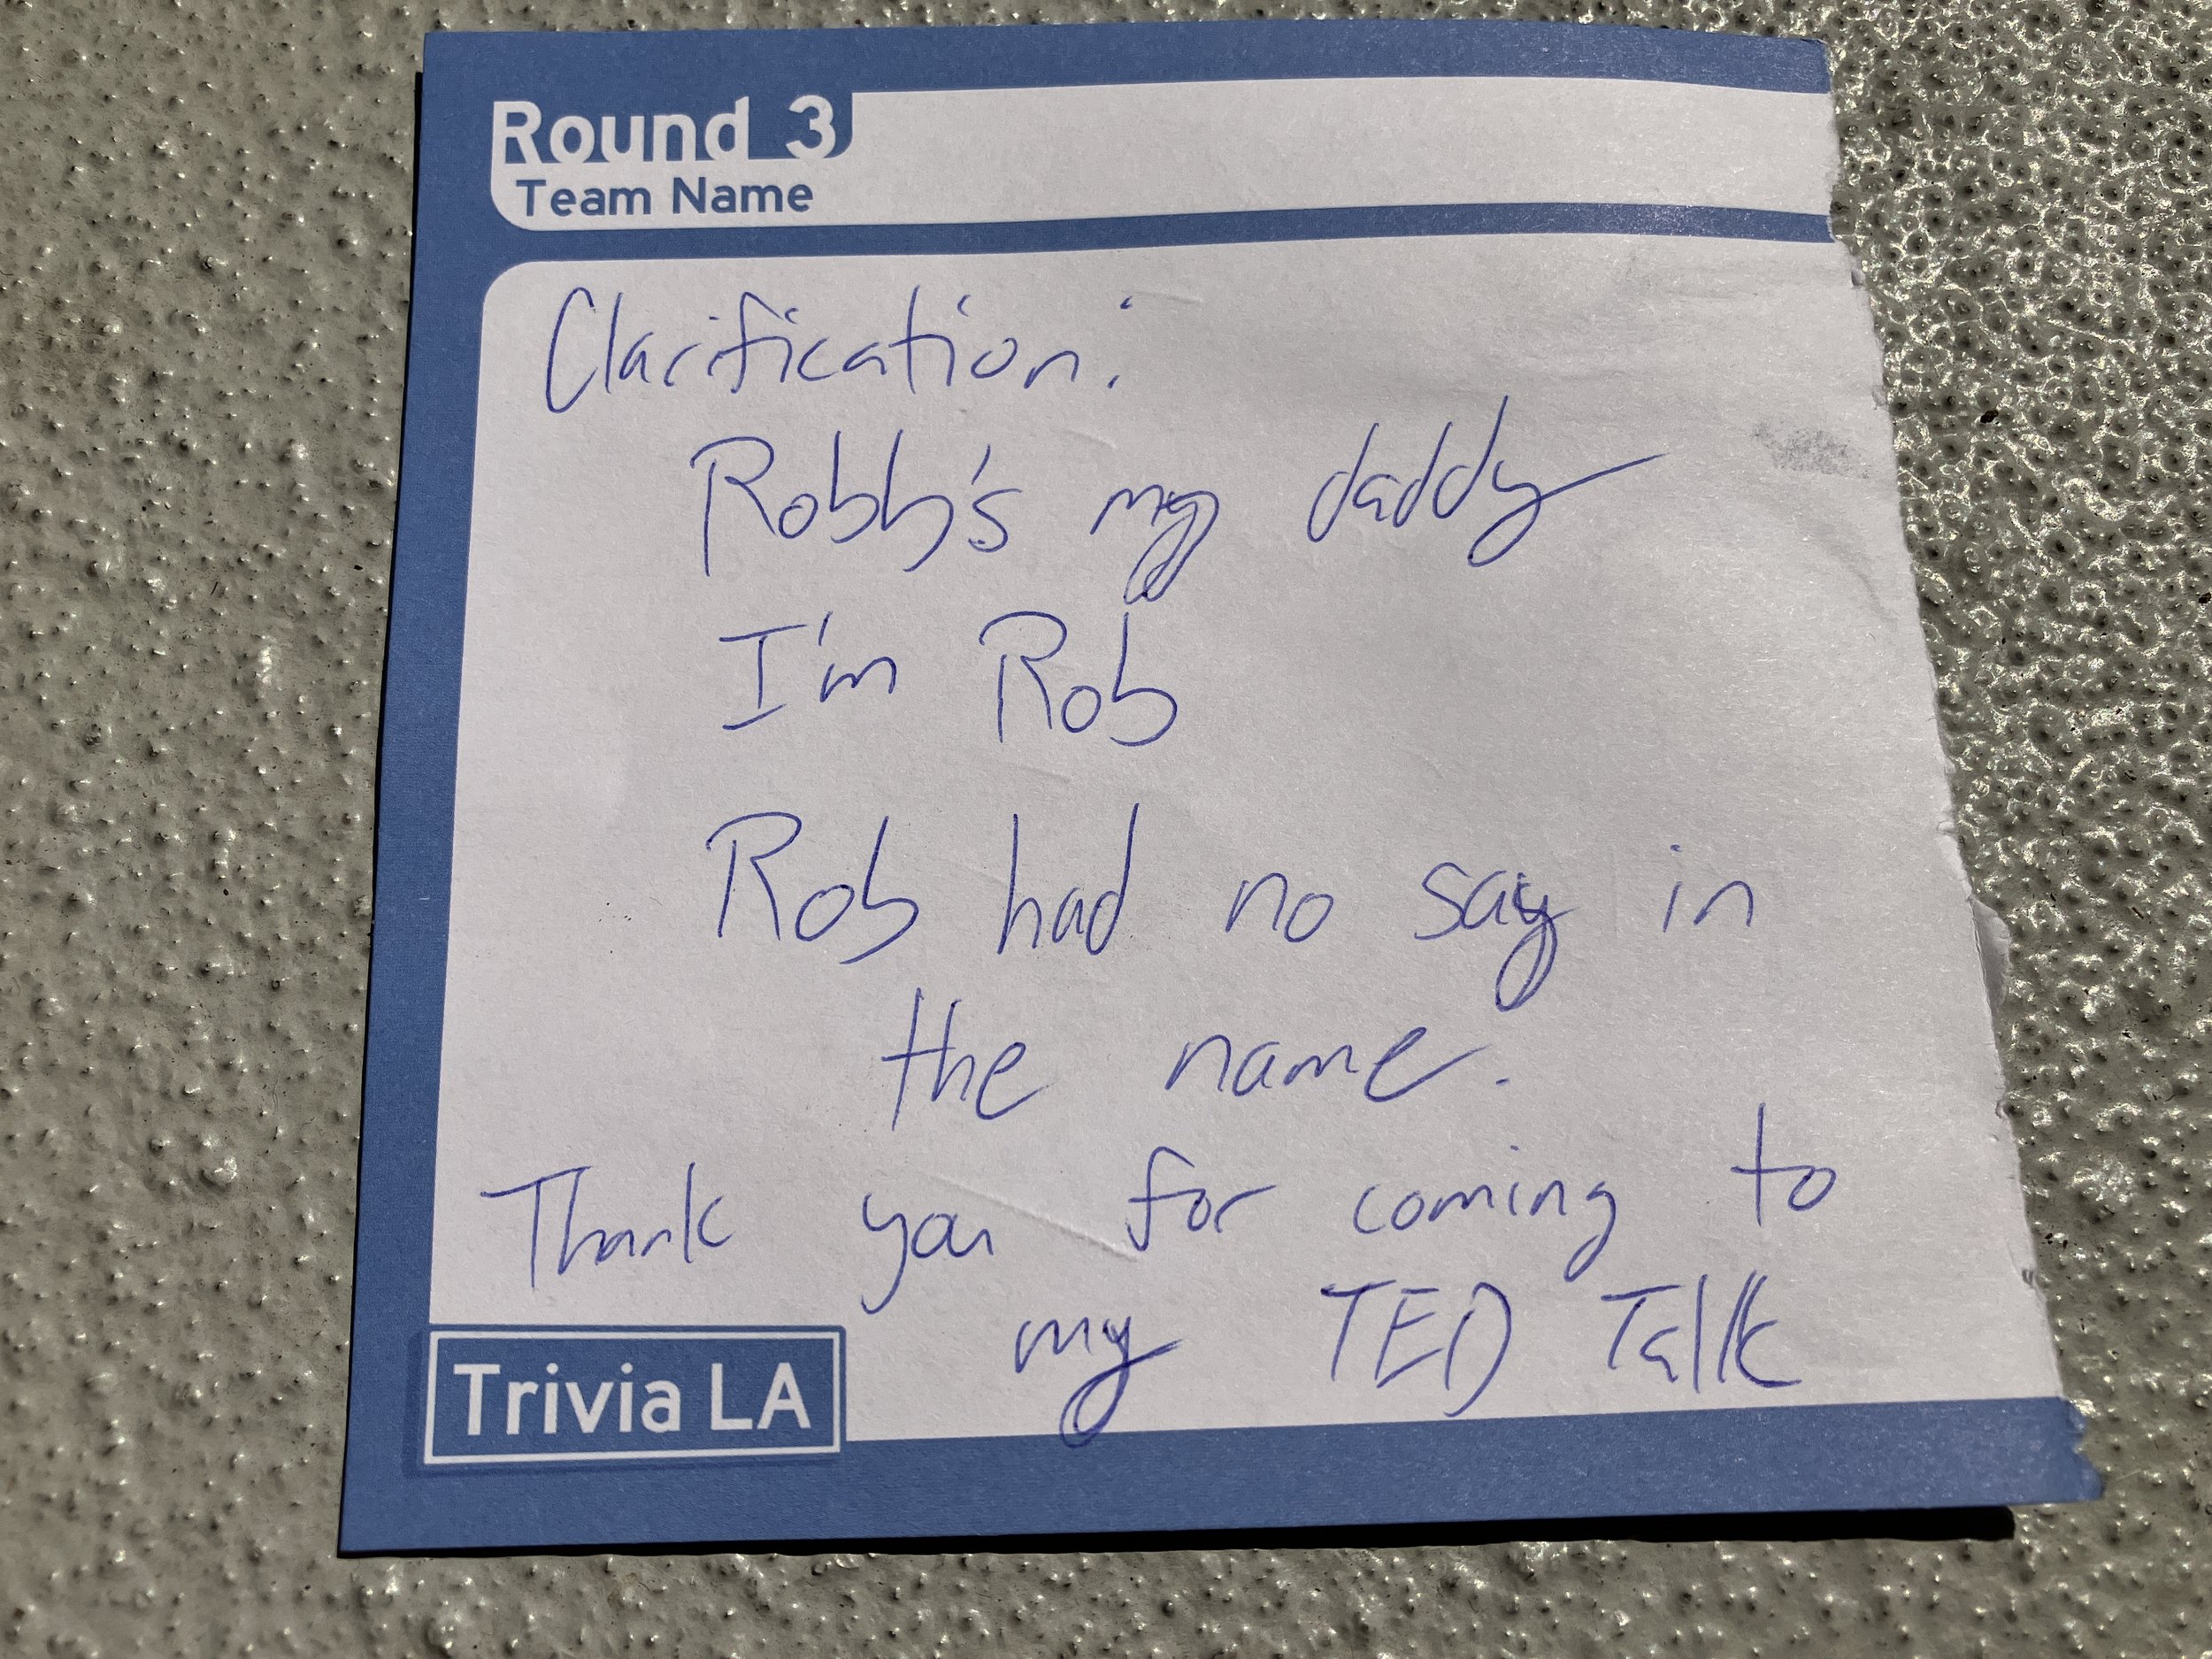 Round 3
Team Name
Clarification:
Robb's my daddy
I'm Rob
Rob had no say in
the name.
Thank you for coming to
my TED Talk
Trivia LA